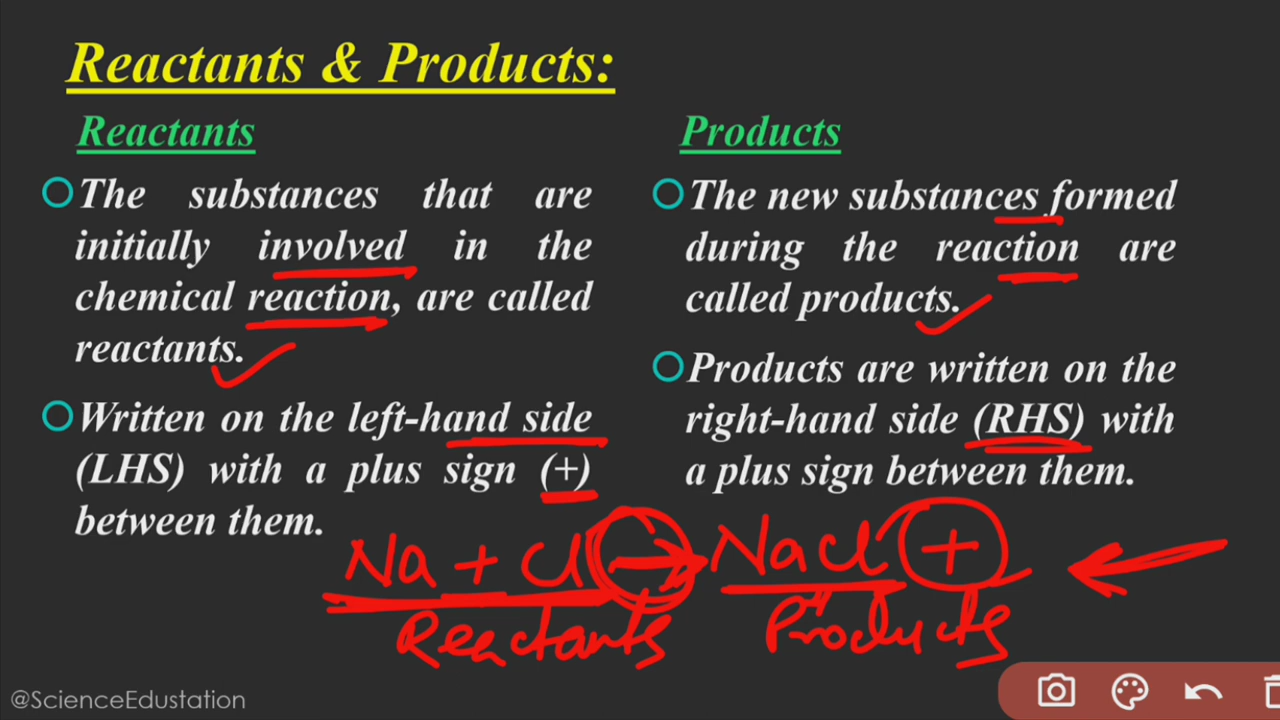 Reactants & Products:
Reactants
The substances that are
initially involved in the
chemical reaction, are called
reactants.
Written on the left-hand side
(LHS) with a plus sign (+)
between them.
Products
The new substances formed
during the reaction are
called products.
Products are written on the
right-hand side (RHS) with
a plus sign between them.
Na + Cl → NaCl +
Reactants Products
@ScienceEdustation